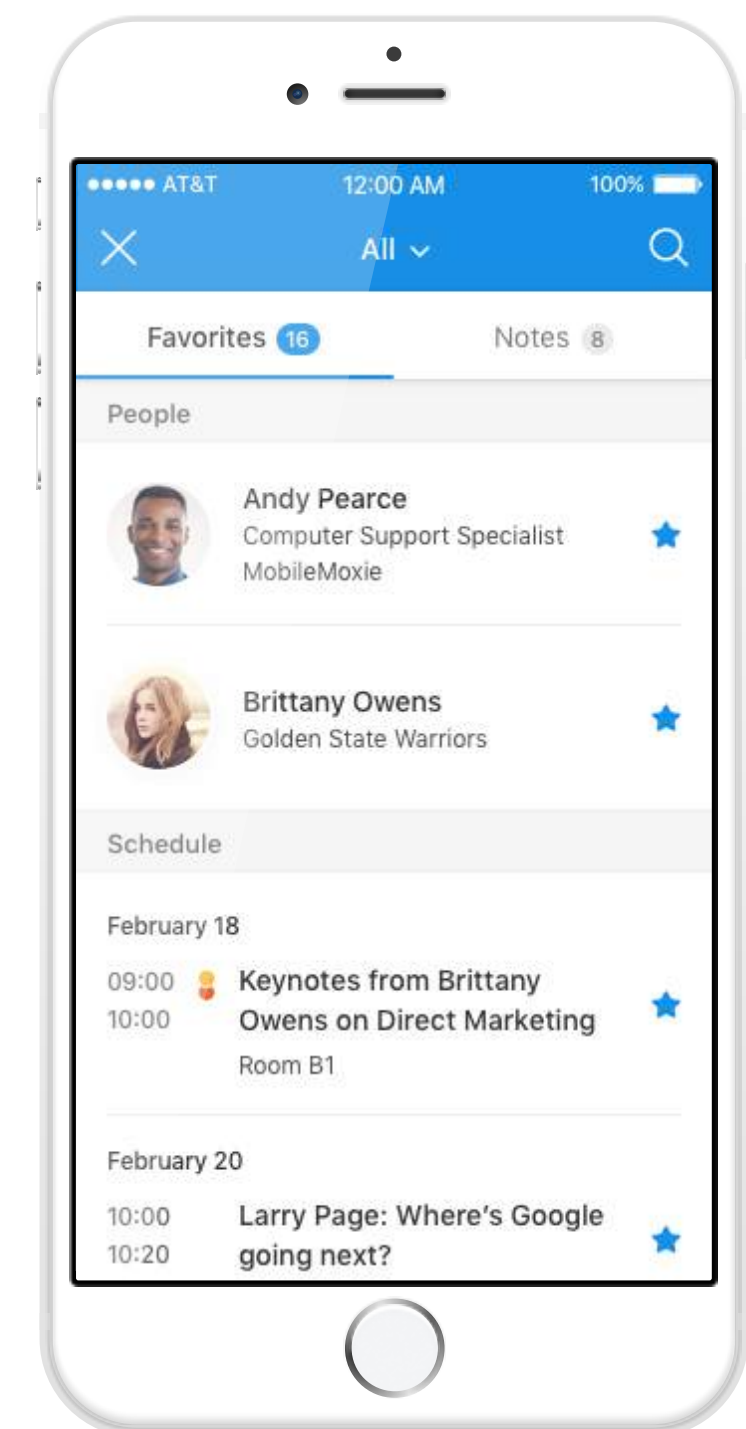 AT&T 12:00 AM 100%
All
Favorites 16 Notes 8
People
Andy Pearce
Computer Support Specialist
MobileMoxie
Brittany Owens
Golden State Warriors
Schedule
February 18
09:00 Keynotes from Brittany
10:00 Owens on Direct Marketing
Room B1
February 20
10:00 Larry Page: Where's Google
10:20 going next?